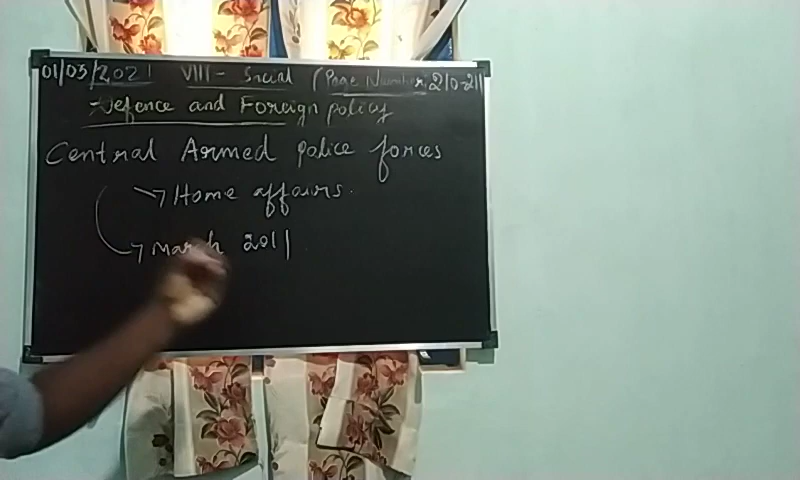 01/03/2021 VIII - Social (Page Number: 210-211
Defence and Foreign policy
Central Armed police forces
→ Home affairs.
→ March 2011